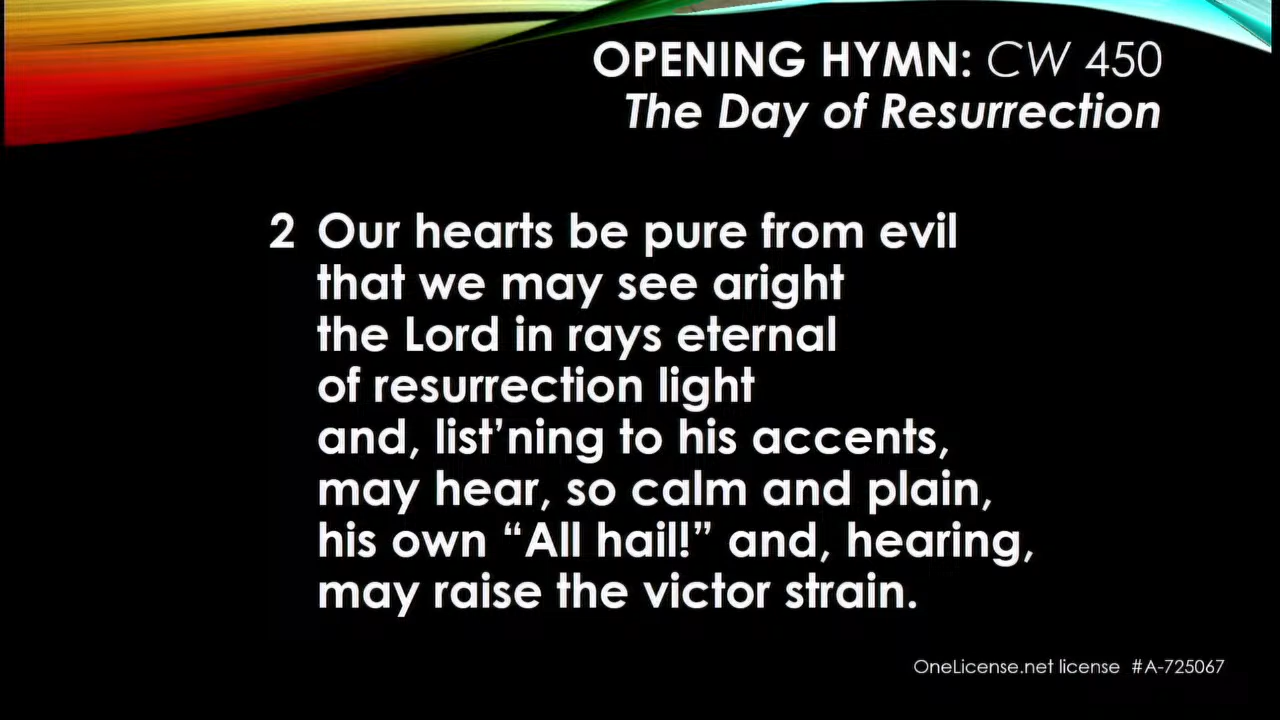 OPENING HYMN: CW 450
The Day of Resurrection
2 Our hearts be pure from evil
that we may see aright
the Lord in rays eternal
of resurrection light
and, list’ning to his accents,
may hear, so calm and plain,
his own “All hail!” and, hearing,
may raise the victor strain.
OneLicense.net license #A-725067